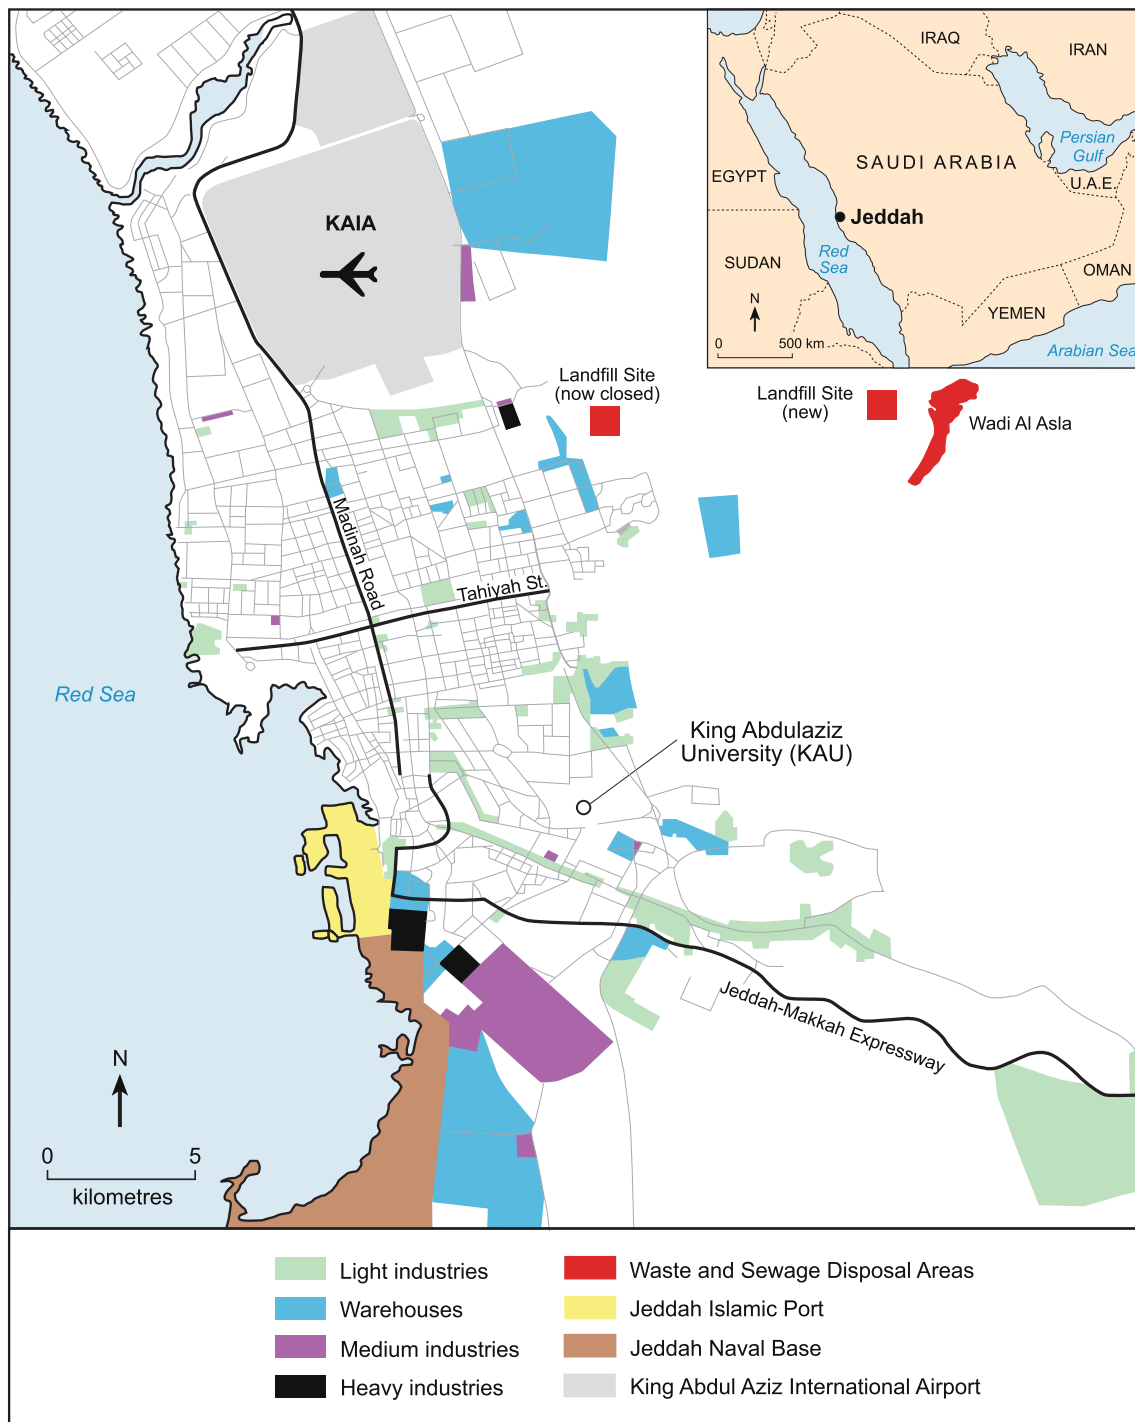 KAIA
IRAQ
IRAN
Persian
Gulf
SAUDI ARABIA
EGYPT
U.A.E.
Jeddah
Red
Sea
SUDAN
OMAN
N
YEMEN
0 500 km
Arabian Sea
Landfill Site
(now closed)
Landfill Site
(new)
Wadi Al Asla
Madinah Road
Tahiyah St.
Red Sea
King Abdulaziz
University (KAU)
Jeddah-Makkah Expressway
N
0 5
kilometres
Light industries
Warehouses
Medium industries
Heavy industries
Waste and Sewage Disposal Areas
Jeddah Islamic Port
Jeddah Naval Base
King Abdul Aziz International Airport